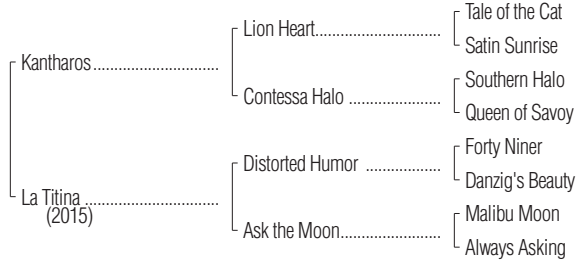 Tale of the Cat
Lion Heart
Satin Sunrise
Kantharos
Southern Halo
Contessa Halo
Queen of Savoy
Forty Niner
Distorted Humor
Danzig's Beauty
La Titina
(2015)
Malibu Moon
Ask the Moon
Always Asking